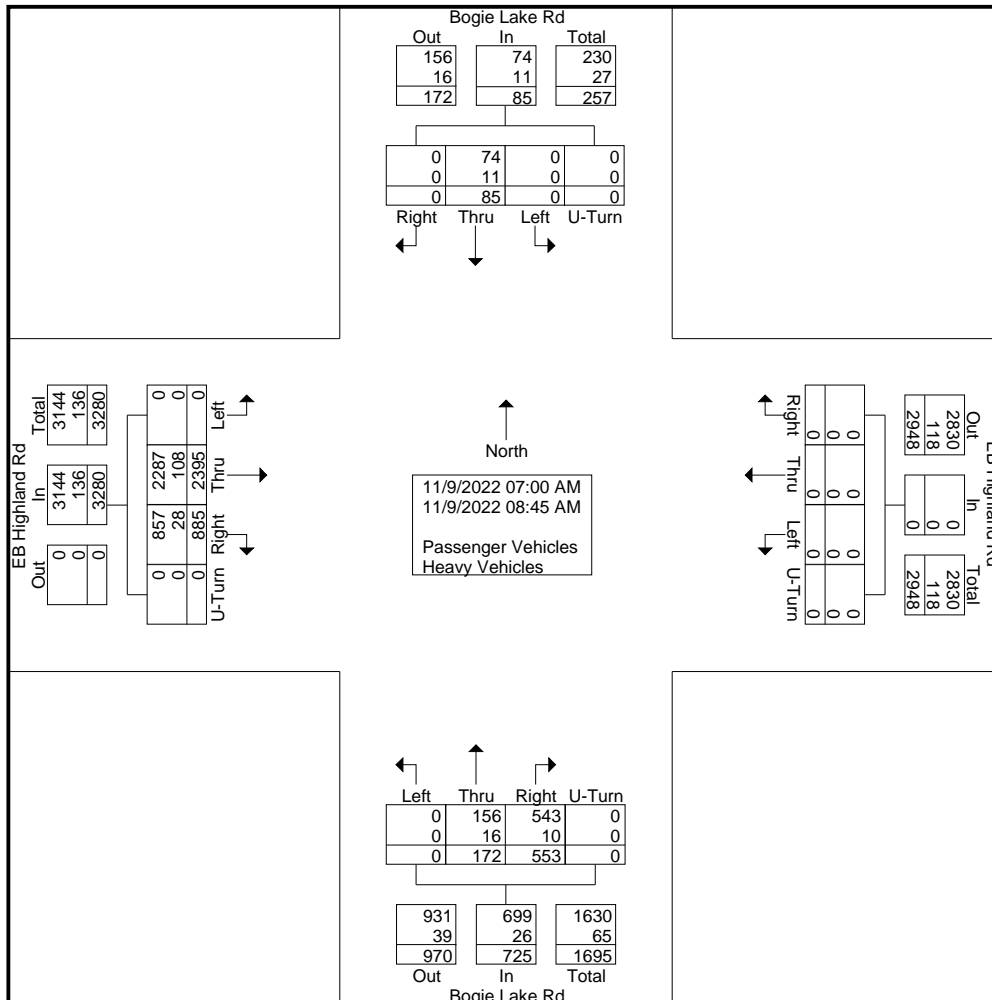 Bogie Lake Rd
Out In Total
156 74 230
16 11 27
172 85 257
0 74 0 0
0 11 0 0
0 85 0 0
Right Thru Left U-Turn
EB Highland Rd
Total In Out
3144 3144 0
136 136 0
3280 3280 0
Left Thru Right U-Turn
0 2287 857 0
0 108 28 0
0 2395 885 0
North
11/9/2022 07:00 AM
11/9/2022 08:45 AM
Passenger Vehicles
Heavy Vehicles
Right Thru Left U-Turn
0 0 0 0
0 0 0 0
0 0 0 0
EB Highland Rd
Out In Total
2830 0 2830
118 0 118
2948 0 2948
Left Thru Right U-Turn
0 156 543 0
0 16 10 0
0 172 553 0
931 699 1630
39 26 65
970 725 1695
Out In Total
Bogie Lake Rd